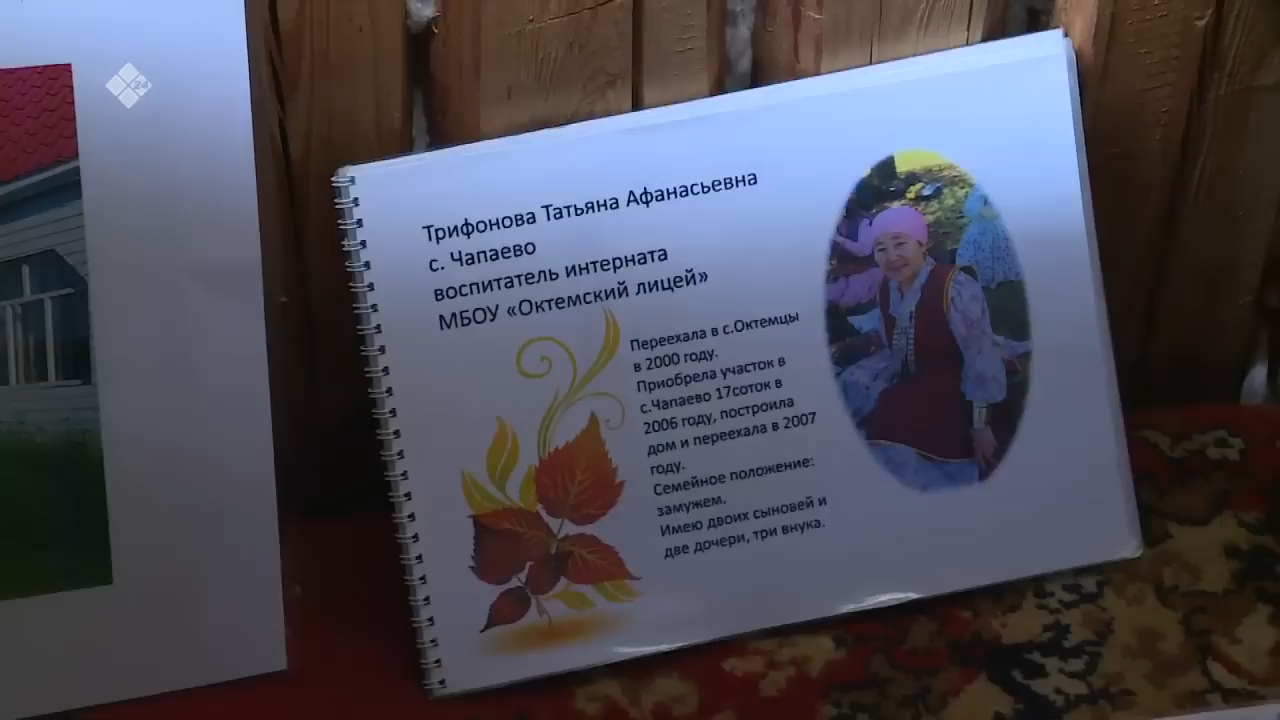 24
Трифонова Татьяна Афанасьевна
с. Чапаево
воспитатель интерната
МБОУ «Октемский лицей»
Переехала в с.Октемцы
в 2000 году.
Приобрела участок в
с.Чапаево 17соток в
2006 году, построила
дом и переехала в 2007
году.
Семейное положение:
замужем.
Имею двоих сыновей и
две дочери, три внука.